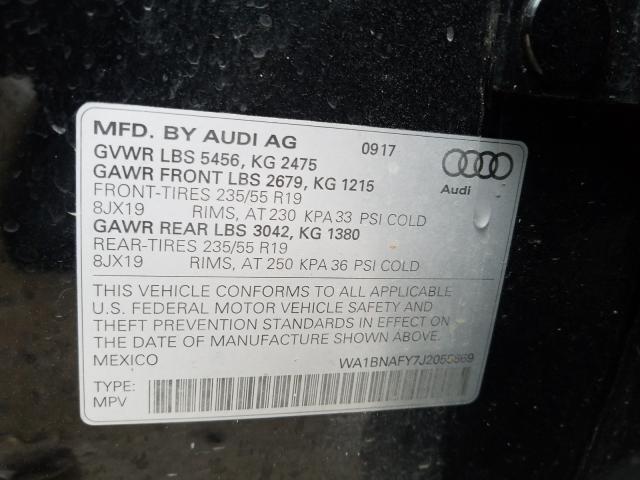 MFD. BY AUDI AG 0917
GVWR LBS 5456, KG 2475
GAWR FRONT LBS 2679, KG 1215
FRONT-TIRES 235/55 R19
8JX19 RIMS, AT 230 KPA 33 PSI COLD
GAWR REAR LBS 3042, KG 1380
REAR-TIRES 235/55 R19
8JX19 RIMS, AT 250 KPA 36 PSI COLD
Audi
THIS VEHICLE CONFORMS TO ALL APPLICABLE
U.S. FEDERAL MOTOR VEHICLE SAFETY AND
THEFT PREVENTION STANDARDS IN EFFECT ON
THE DATE OF MANUFACTURE SHOWN ABOVE.
MEXICO
TYPE:
MPV